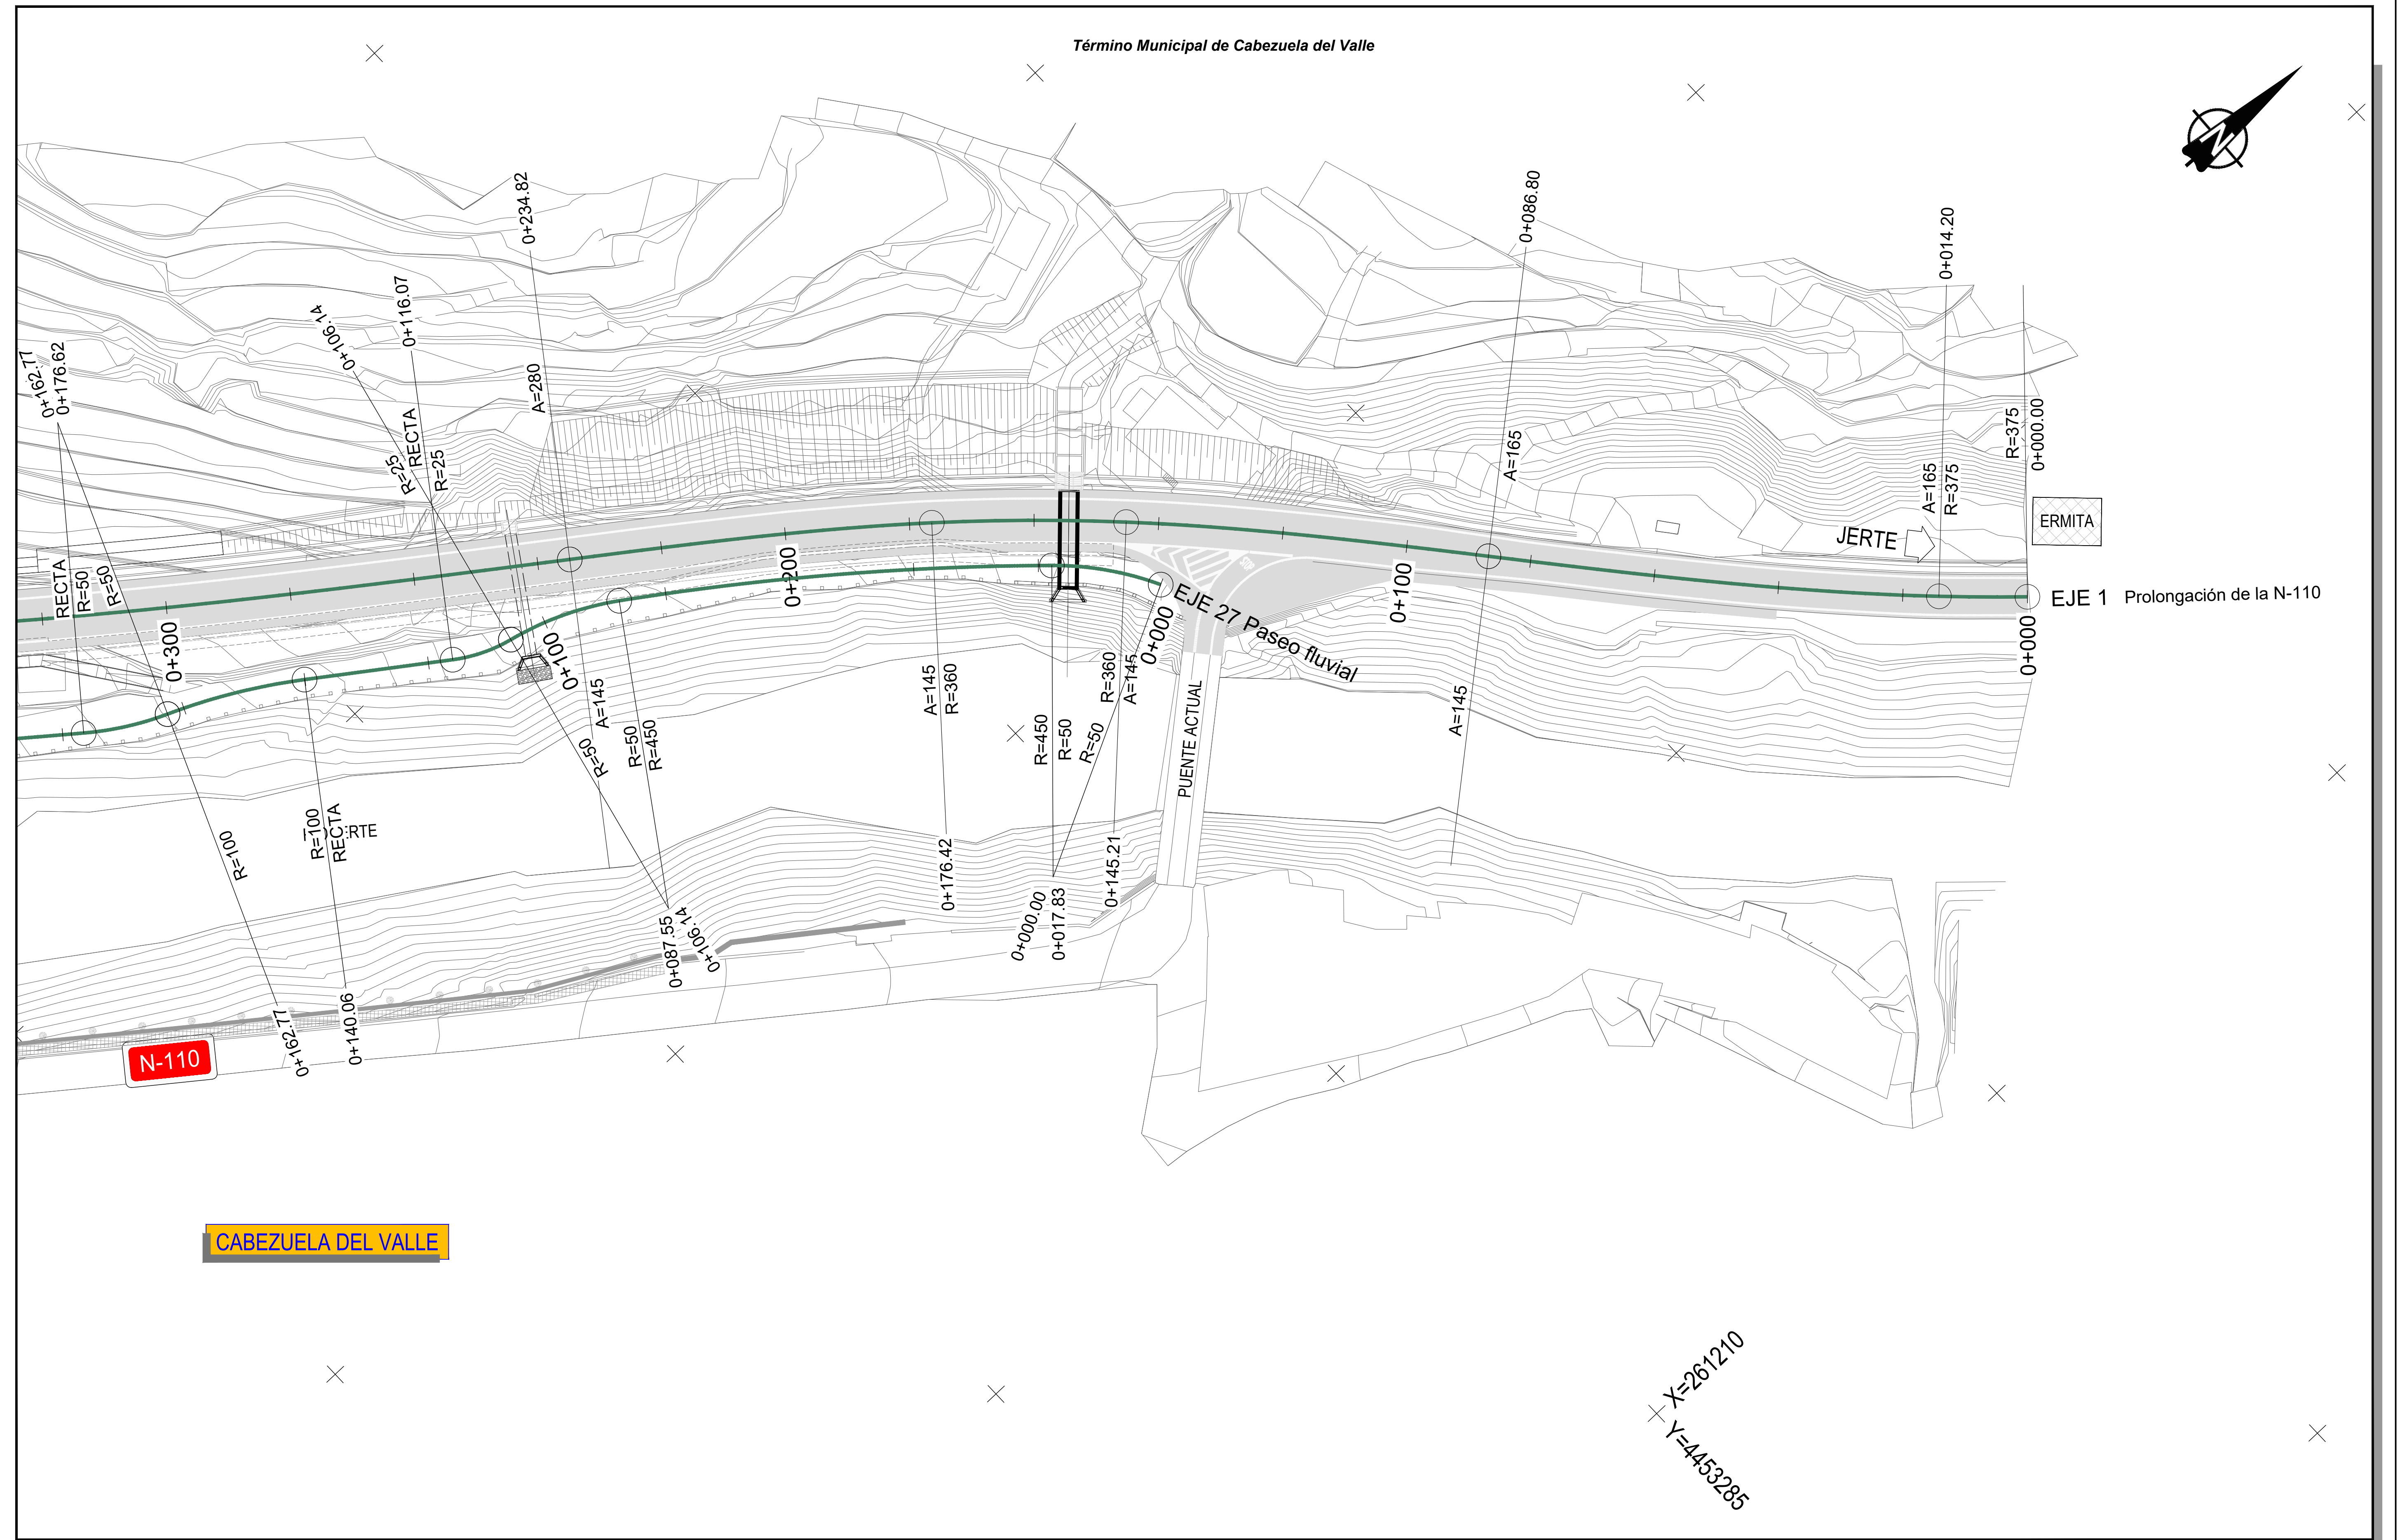 Término Municipal de Cabezuela del Valle
0+234.82
0+086.80
0+014.20
0+116.07
0+106.14
0+162.77
0+176.62
A=280
RECTA
R=25
R=25
A=165
R=375
0+000.00
A=165
R=375
ERMITA
JERTE
RECTA
R=50
R=50
0+300
0+200
0+100
EJE 1 Prolongación de la N-110
0+000
0+100
0+000
EJE 27 Paseo fluvial
A=145
R=50
R=50
R=450
A=145
R=360
R=450
R=50
R=50
R=360
A=145
A=145
PUENTE ACTUAL
R=100
R=100
RECTA
RTE
0+176.42
0+145.21
0+000.00
0+017.83
0+087.55
0+106.14
0+162.77
0+140.06
N-110
CABEZUELA DEL VALLE
X=261210
Y=4453285